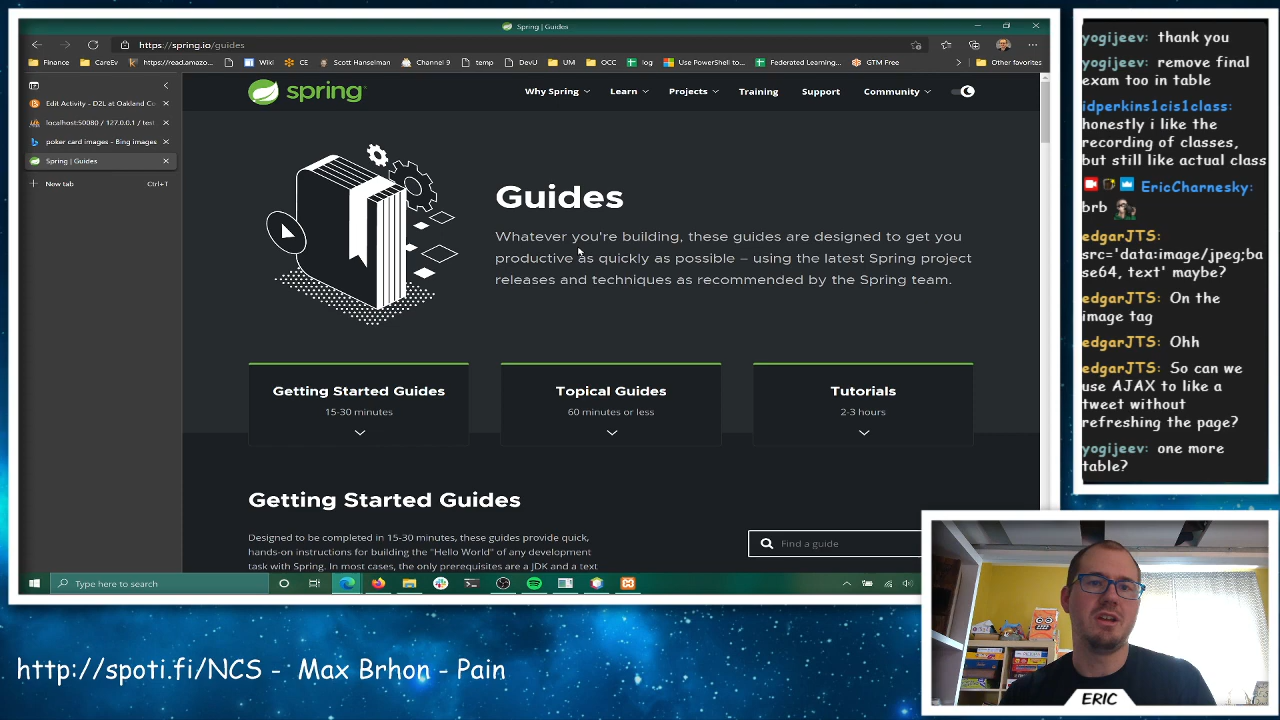 Spring | Guides
https://spring.io/guides
Finance
CareEv
https://read.amazo...
Wiki
cc
Scott Hanselman
Channel 9
temp
DevU
UM
OCC
log
Use PowerShell to...
Federated Learning...
GTM Free
Other favorites
Edit Activity - D2L at Oakland Co
localhost:50080 / 127.0.0.1 / test
poker card images - Bing images
Spring | Guides
New tab
Ctrl+T
spring
Why Spring
Learn
Projects
Training
Support
Community
Guides
Whatever you're building, these guides are designed to get you
productive as quickly as possible – using the latest Spring project
releases and techniques as recommended by the Spring team.
Getting Started Guides
15-30 minutes
Topical Guides
60 minutes or less
Tutorials
2-3 hours
Getting Started Guides
Designed to be completed in 15-30 minutes, these guides provide quick,
hands-on instructions for building the "Hello World" of any development
task with Spring. In most cases, the only prerequisites are a JDK and a text
Find a guide
Type here to search
yogijeev: thank you
yogijeev: remove final
exam too in table
idperkins1cis1class:
honestly i like the
recording of classes,
but still like actual class
EricCharnesky:
brb
edgarJTS:
src='data:image/jpeg;ba
se64, text' maybe?
edgarJTS: On the
image tag
edgarJTS: Ohh
edgarJTS: So can we
use AJAX to like a
tweet without
refreshing the page?
yogijeev: one more
table?
ERIC
http://spoti.fi/NCS - Max Brhon - Pain